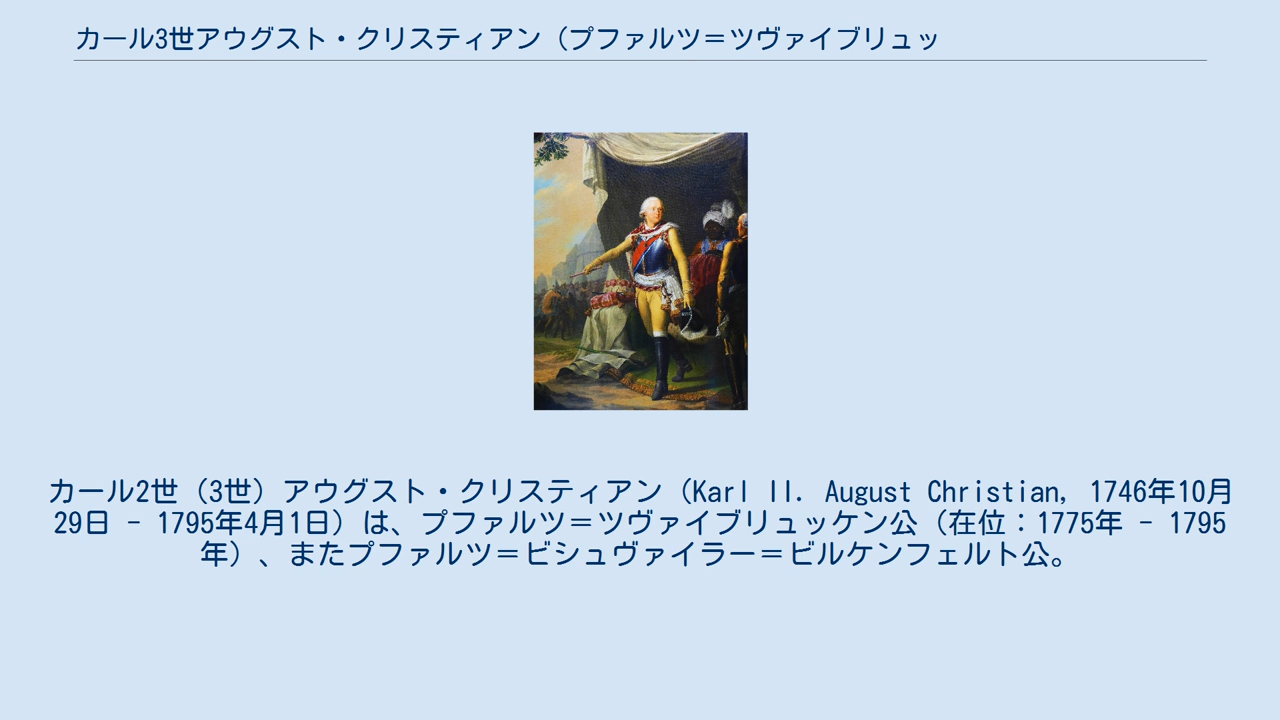 カール3世アウグスト・クリスティアン（プファルツ＝ツヴァイブリュッ
カール2世（3世）アウグスト・クリスティアン（Karl II. August Christian, 1746年10月
29日 - 1795年4月1日）は、プファルツ＝ツヴァイブリュッケン公（在位：1775年 - 1795
年）、またプファルツ＝ビシュヴァイラー＝ビルケンフェルト公。